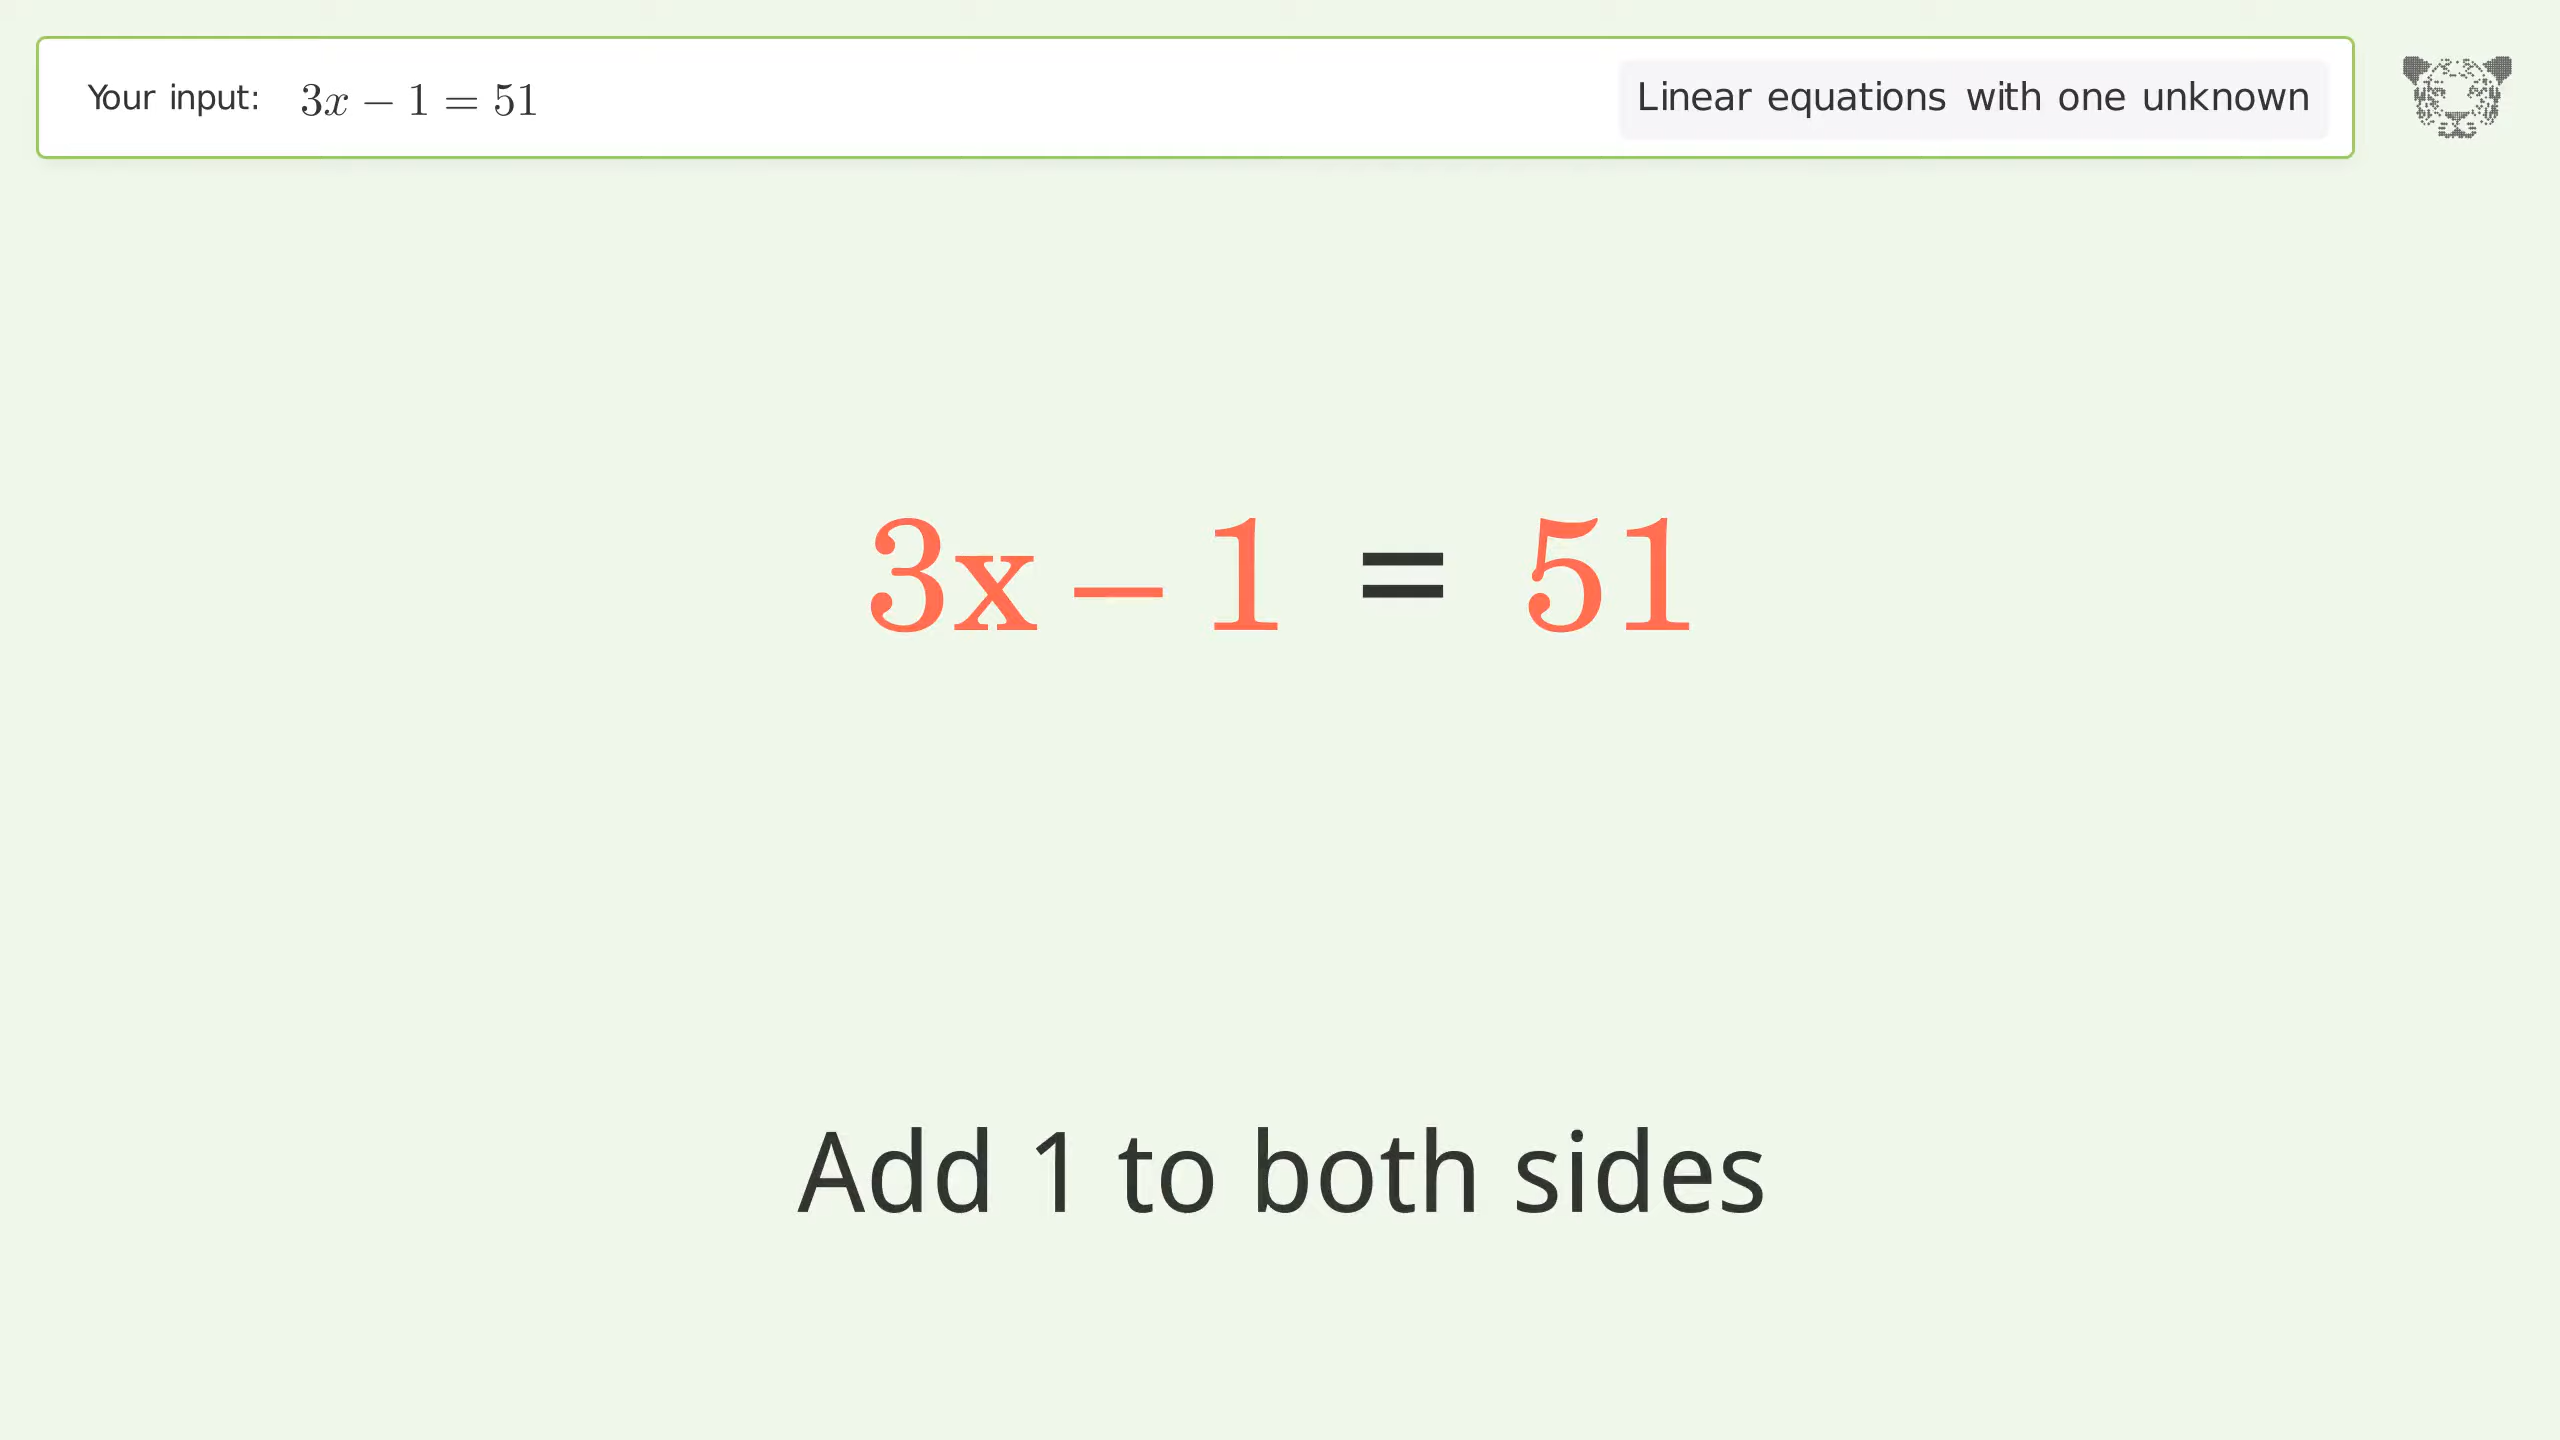 Your input: 3x − 1 = 51
Linear equations with one unknown
3x − 1 = 51
Add 1 to both sides